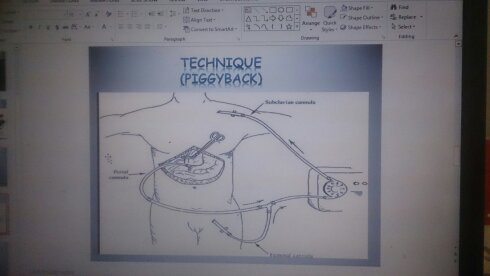 Text Direction
Align Text
Convert to SmartArt
Paragraph
Arrange
Quick
Styles
Shape Fill
Shape Outline
Shape Effects
Drawing
Find
Replace
Select
Editing
TECHNIQUE
(PIGGYBACK)
Subclavian cannula
Portal
cannula
Femoral cannula